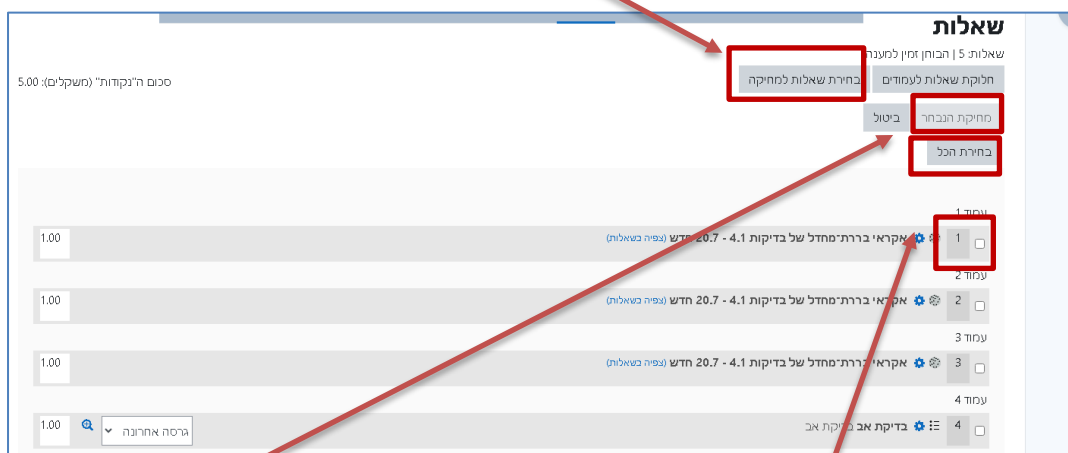 שאלות
שאלות: 5 | הבוחן זמין למענה
חלוקת שאלות לעמודים בחירת שאלות למחיקה סכום ה"נקודות" (משקלים): 5.00
מחיקת הנבחר ביטול
בחירת הכל
עמוד 1
1 אקראי בררת־מחדל של בדיקות 4.1 - 20.7 חדש (צפיה בשאלות) 1.00
עמוד 2
2 אקראי בררת־מחדל של בדיקות 4.1 - 20.7 חדש (צפיה בשאלות) 1.00
עמוד 3
3 אקראי בררת־מחדל של בדיקות 4.1 - 20.7 חדש (צפיה בשאלות) 1.00
עמוד 4
4 בדיקת אב בדיקת אב גרסה אחרונה 1.00